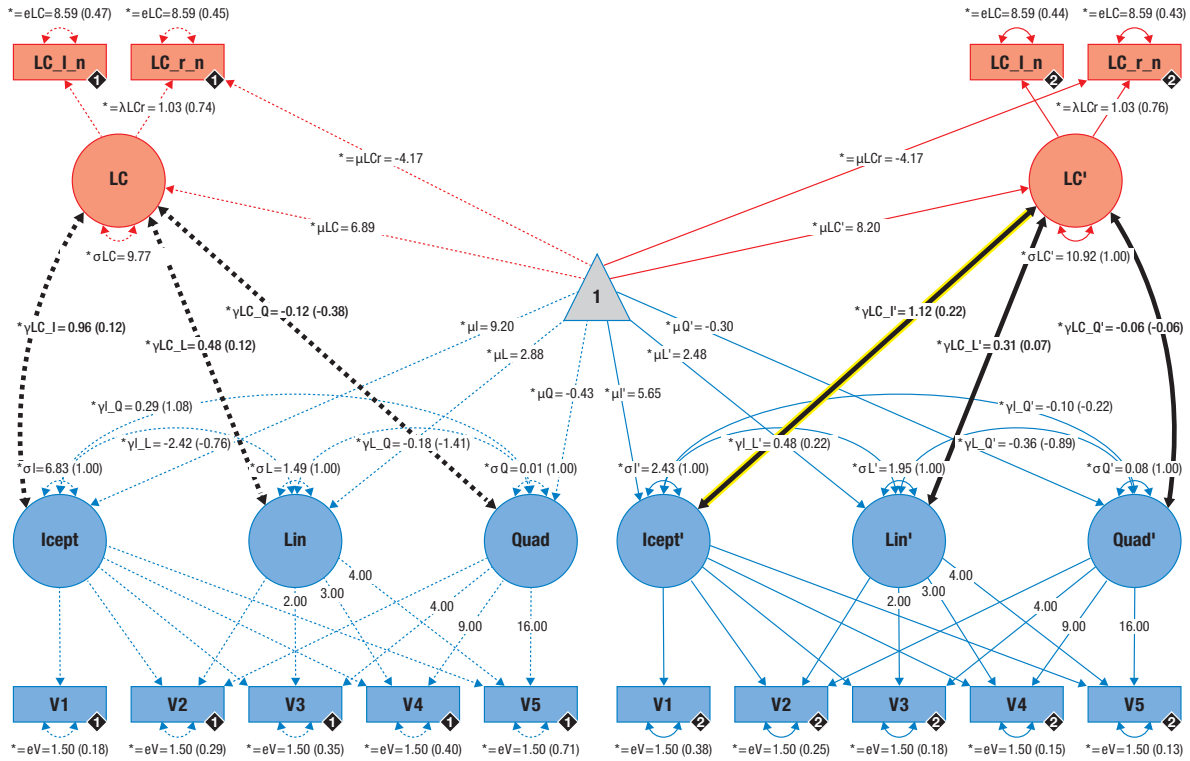 *=eLC=8.59 (0.47)
*=eLC=8.59 (0.45)
*=eLC=8.59 (0.44)
*=eLC=8.59 (0.43)
LC_l_n
1
LC_r_n
1
LC_l_n
2
LC_r_n
2
*=λLCr=1.03 (0.74)
*=λLCr=1.03 (0.76)
*=μLCr=-4.17
*=μLCr=-4.17
LC
LC'
*μLC=6.89
*μLC'=8.20
*σLC=9.77
*σLC'=10.92 (1.00)
1
*γLC_I=0.96 (0.12)
*γLC_L=0.48 (0.12)
*γLC_Q=-0.12 (-0.38)
*μI=9.20
*μL=2.88
*μQ=-0.43
*μI'=5.65
*μL'=2.48
*μQ'=-0.30
*γLC_I'=1.12 (0.22)
*γLC_L'=0.31 (0.07)
*γLC_Q'=-0.06 (-0.06)
*γI_Q=0.29 (1.08)
*γI_L=-2.42 (-0.76)
*γL_Q=-0.18 (-1.41)
*γI_Q'=-0.10 (-0.22)
*γI_L'=0.48 (0.22)
*γL_Q'=-0.36 (-0.89)
*σI=6.83 (1.00)
*σL=1.49 (1.00)
*σQ=0.01 (1.00)
*σI'=2.43 (1.00)
*σL'=1.95 (1.00)
*σQ'=0.08 (1.00)
Icept
Lin
Quad
Icept'
Lin'
Quad'
2.00
3.00
4.00
4.00
9.00
16.00
2.00
3.00
4.00
4.00
9.00
16.00
V1
1
V2
1
V3
1
V4
1
V5
1
V1
2
V2
2
V3
2
V4
2
V5
2
*=eV=1.50 (0.18)
*=eV=1.50 (0.29)
*=eV=1.50 (0.35)
*=eV=1.50 (0.40)
*=eV=1.50 (0.71)
*=eV=1.50 (0.38)
*=eV=1.50 (0.25)
*=eV=1.50 (0.18)
*=eV=1.50 (0.15)
*=eV=1.50 (0.13)